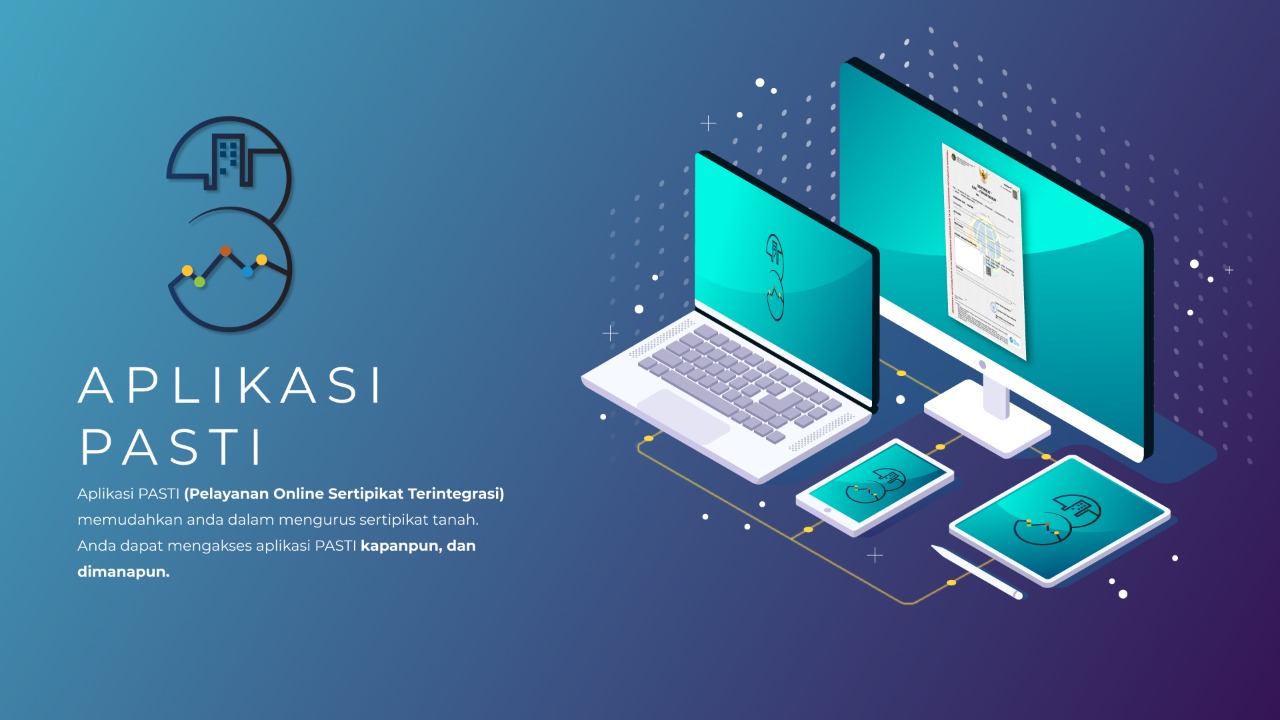 APLIKASI
PASTI
Aplikasi PASTI (Pelayanan Online Sertipikat Terintegrasi)
memudahkan anda dalam mengurus sertipikat tanah.
Anda dapat mengakses aplikasi PASTI kapanpun, dan
dimanapun.